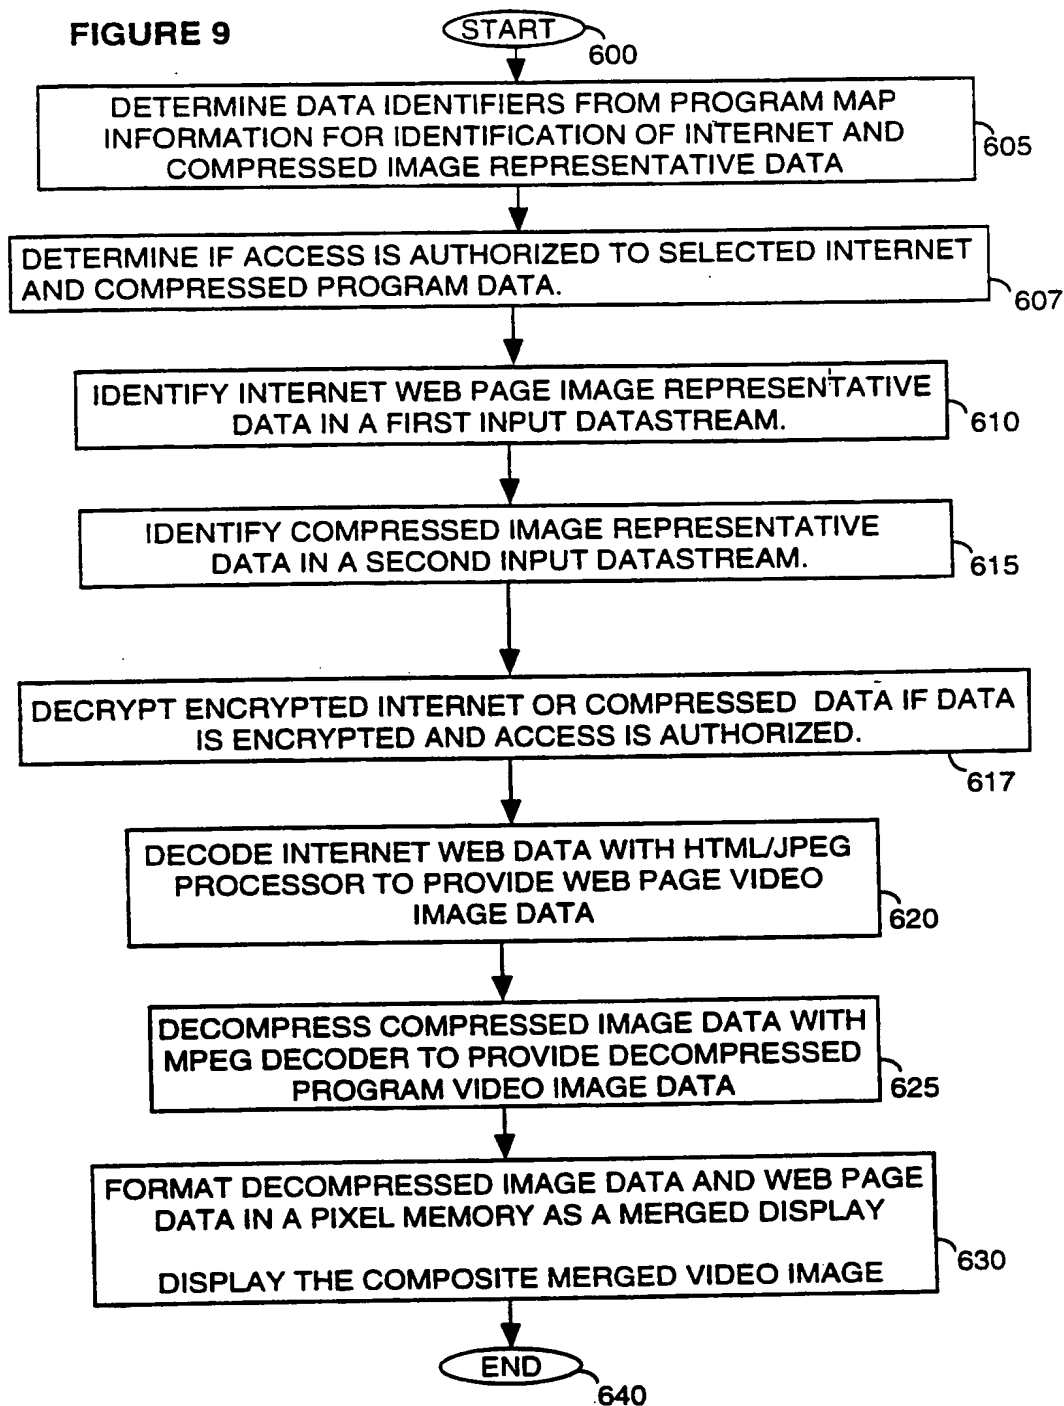 FIGURE 9
START
600
DETERMINE DATA IDENTIFIERS FROM PROGRAM MAP
INFORMATION FOR IDENTIFICATION OF INTERNET AND
COMPRESSED IMAGE REPRESENTATIVE DATA
605
DETERMINE IF ACCESS IS AUTHORIZED TO SELECTED INTERNET
AND COMPRESSED PROGRAM DATA.
607
IDENTIFY INTERNET WEB PAGE IMAGE REPRESENTATIVE
DATA IN A FIRST INPUT DATASTREAM.
610
IDENTIFY COMPRESSED IMAGE REPRESENTATIVE
DATA IN A SECOND INPUT DATASTREAM.
615
DECRYPT ENCRYPTED INTERNET OR COMPRESSED DATA IF DATA
IS ENCRYPTED AND ACCESS IS AUTHORIZED.
617
DECODE INTERNET WEB DATA WITH HTML/JPEG
PROCESSOR TO PROVIDE WEB PAGE VIDEO
IMAGE DATA
620
DECOMPRESS COMPRESSED IMAGE DATA WITH
MPEG DECODER TO PROVIDE DECOMPRESSED
PROGRAM VIDEO IMAGE DATA
625
FORMAT DECOMPRESSED IMAGE DATA AND WEB PAGE
DATA IN A PIXEL MEMORY AS A MERGED DISPLAY
DISPLAY THE COMPOSITE MERGED VIDEO IMAGE
630
END
640